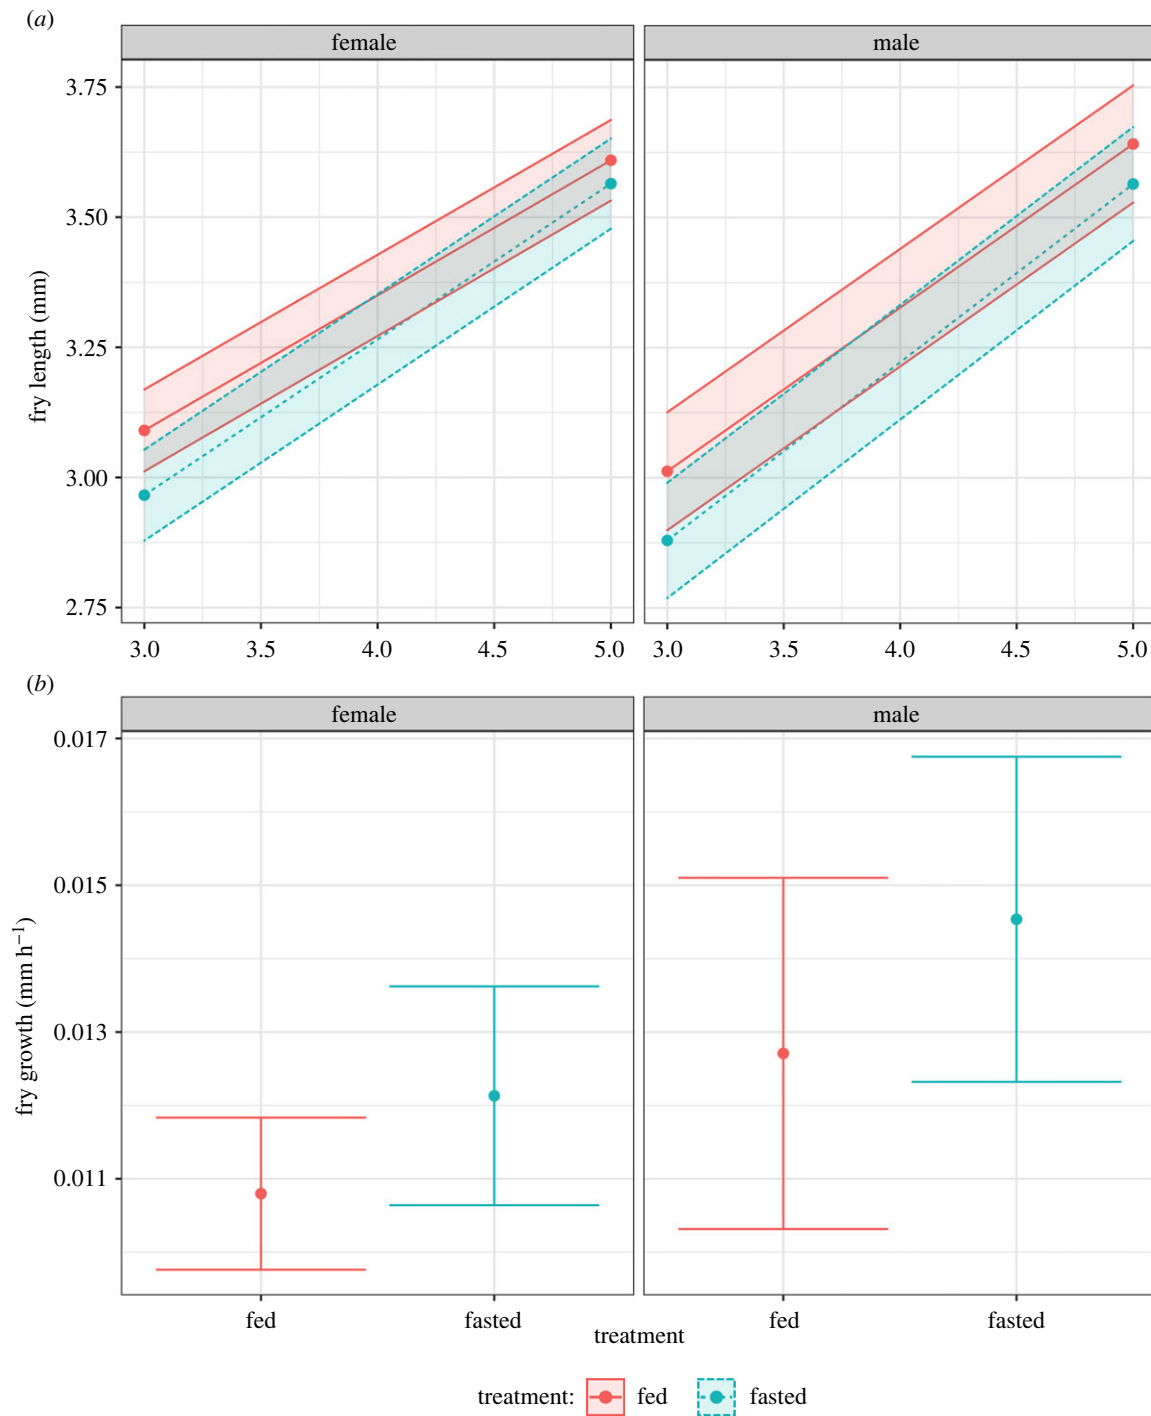 (a)
female
male
3.75
3.50
3.25
3.00
2.75
fry length (mm)
3.0 3.5 4.0 4.5 5.0
3.0 3.5 4.0 4.5 5.0
(b)
female
male
0.017
0.015
0.013
0.011
fry growth (mm h⁻¹)
fed fasted
fed fasted
treatment
treatment: fed fasted